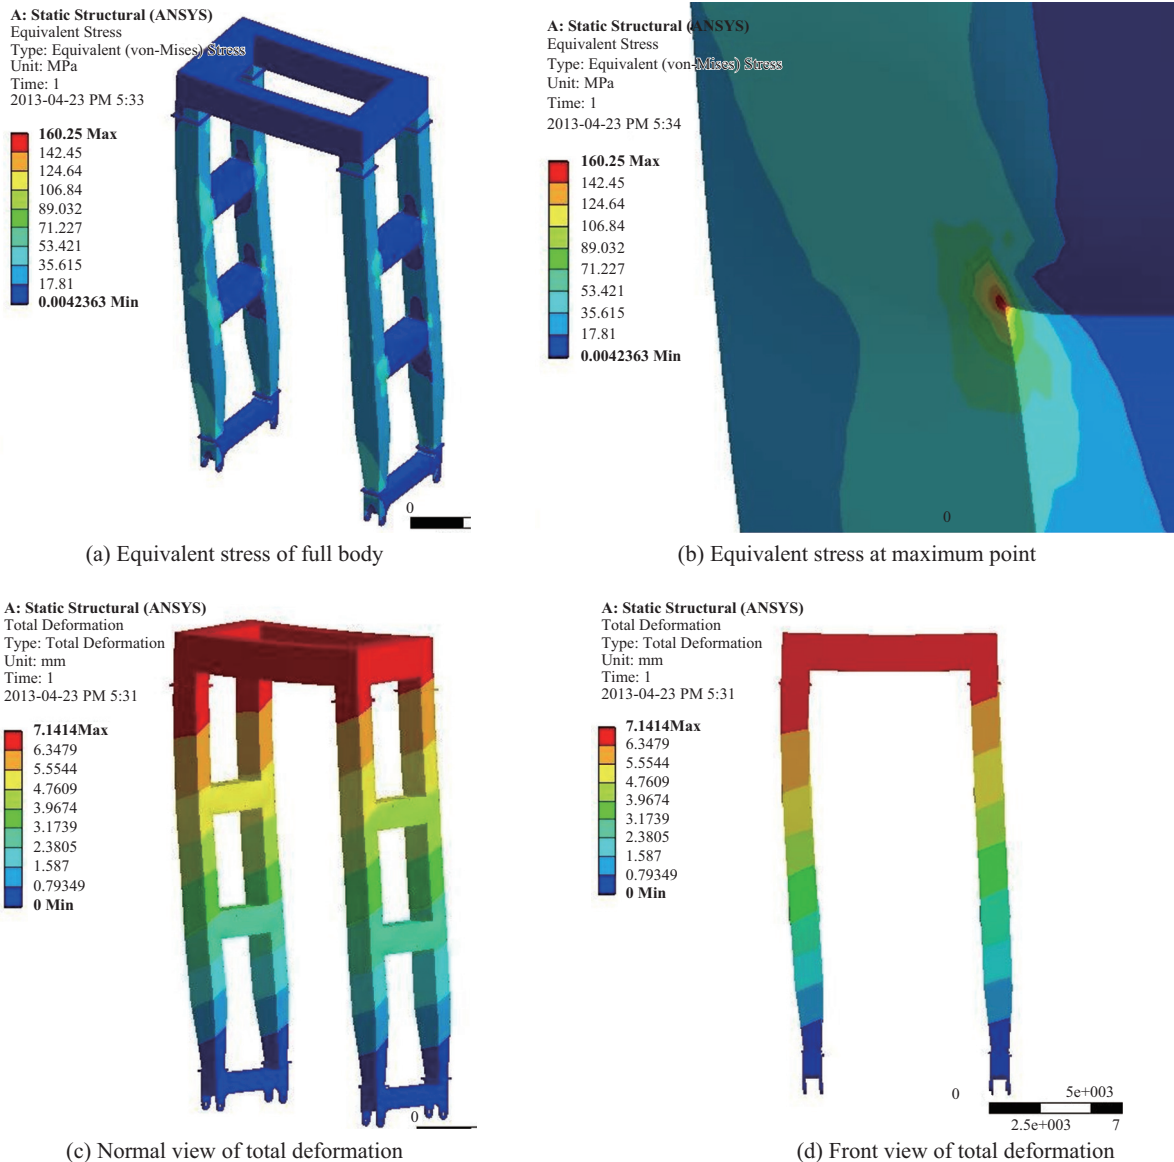 A: Static Structural (ANSYS)
Equivalent Stress
Type: Equivalent (von-Mises) Stress
Unit: MPa
Time: 1
2013-04-23 PM 5:33
160.25 Max
142.45
124.64
106.84
89.032
71.227
53.421
35.615
17.81
0.0042363 Min
0
(a) Equivalent stress of full body
A: Static Structural (ANSYS)
Equivalent Stress
Type: Equivalent (von-Mises) Stress
Unit: MPa
Time: 1
2013-04-23 PM 5:34
160.25 Max
142.45
124.64
106.84
89.032
71.227
53.421
35.615
17.81
0.0042363 Min
0
(b) Equivalent stress at maximum point
A: Static Structural (ANSYS)
Total Deformation
Type: Total Deformation
Unit: mm
Time: 1
2013-04-23 PM 5:31
7.1414Max
6.3479
5.5544
4.7609
3.9674
3.1739
2.3805
1.587
0.79349
0 Min
0
(c) Normal view of total deformation
A: Static Structural (ANSYS)
Total Deformation
Type: Total Deformation
Unit: mm
Time: 1
2013-04-23 PM 5:31
7.1414Max
6.3479
5.5544
4.7609
3.9674
3.1739
2.3805
1.587
0.79349
0 Min
0
5e+003
2.5e+003
7
(d) Front view of total deformation